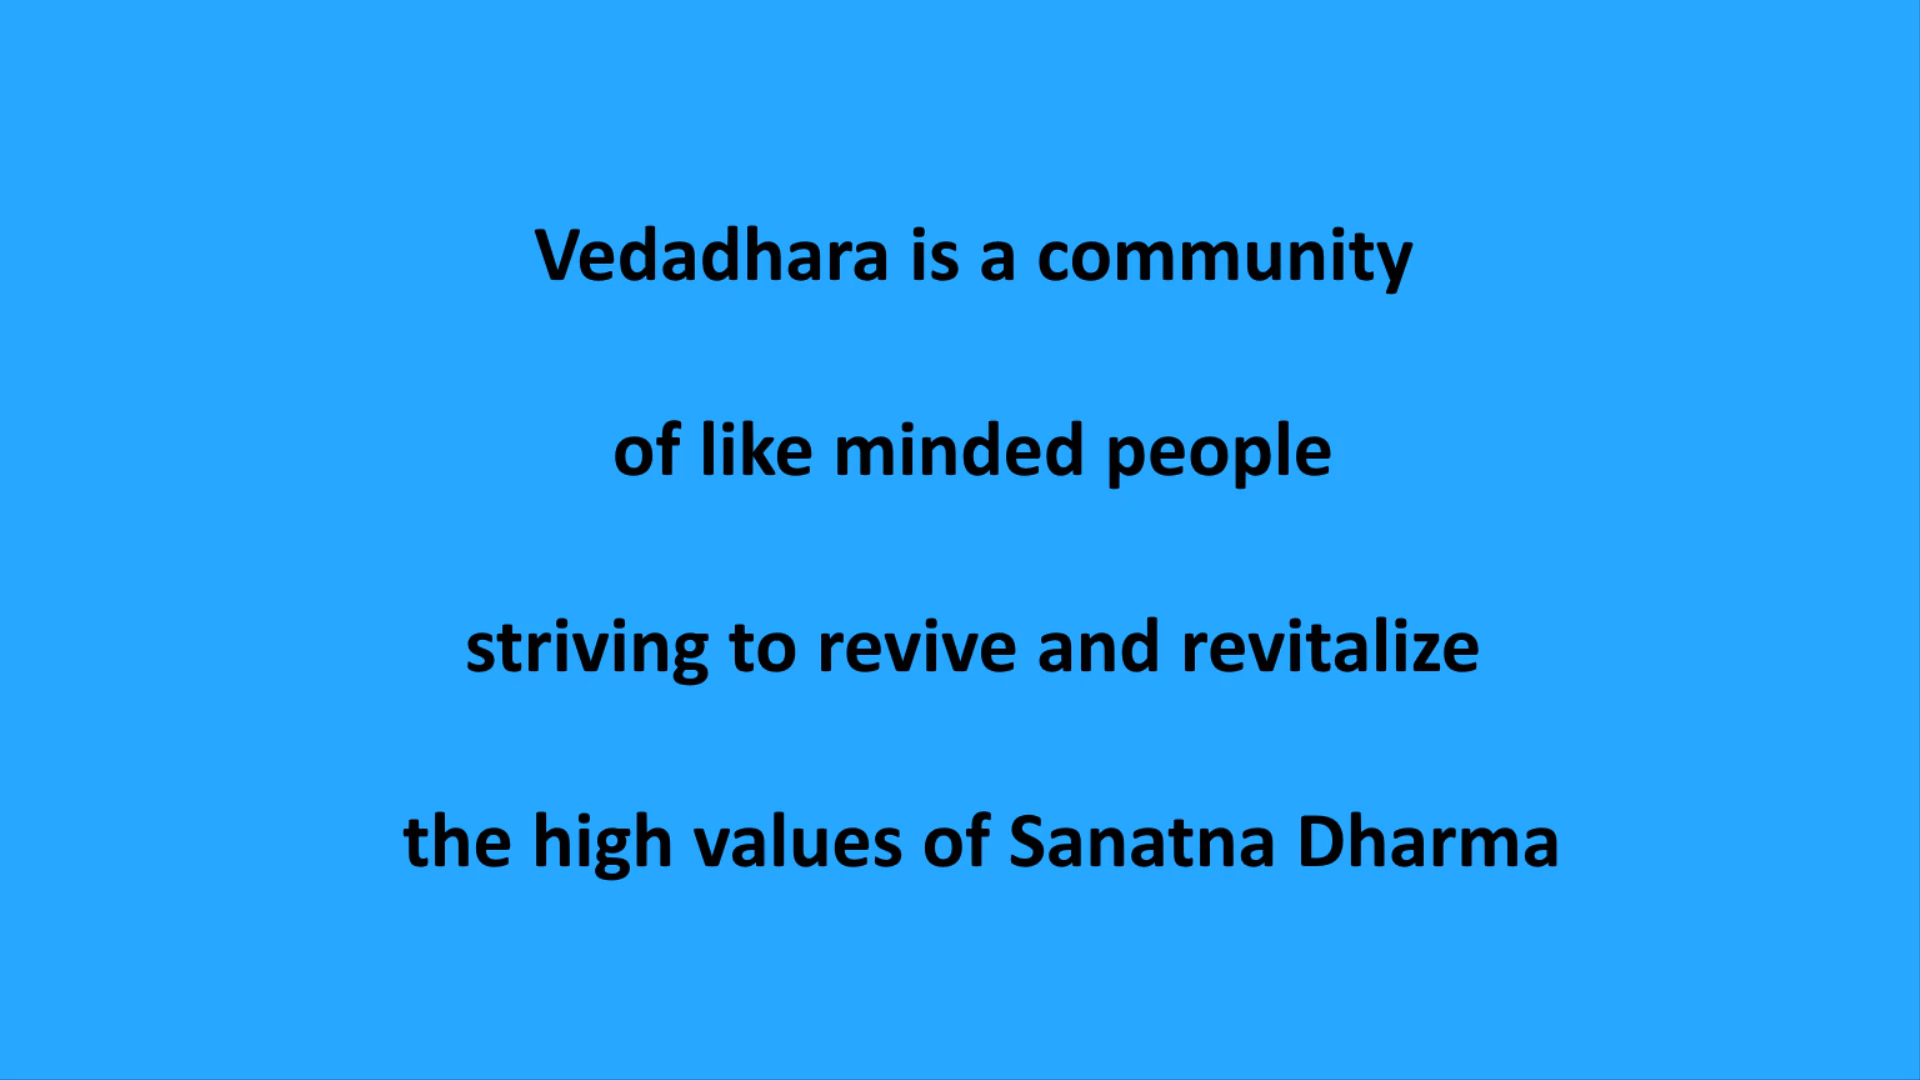 Vedadhara is a community
of like minded people
striving to revive and revitalize
the high values of Sanatna Dharma